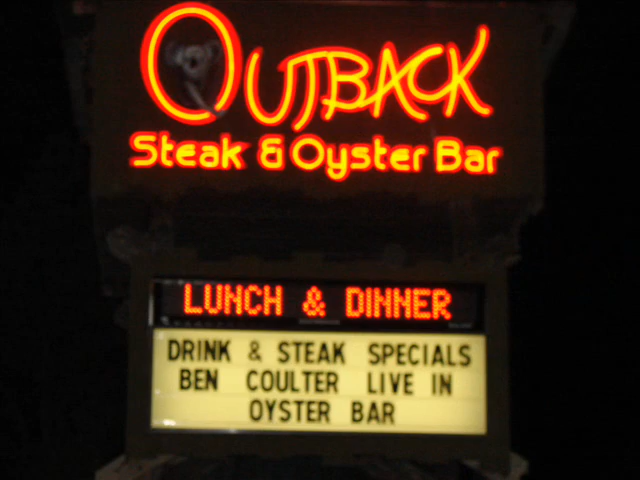 OUTBACK
Steak & Oyster Bar
LUNCH & DINNER
DRINK & STEAK SPECIALS
BEN COULTER LIVE IN
OYSTER BAR